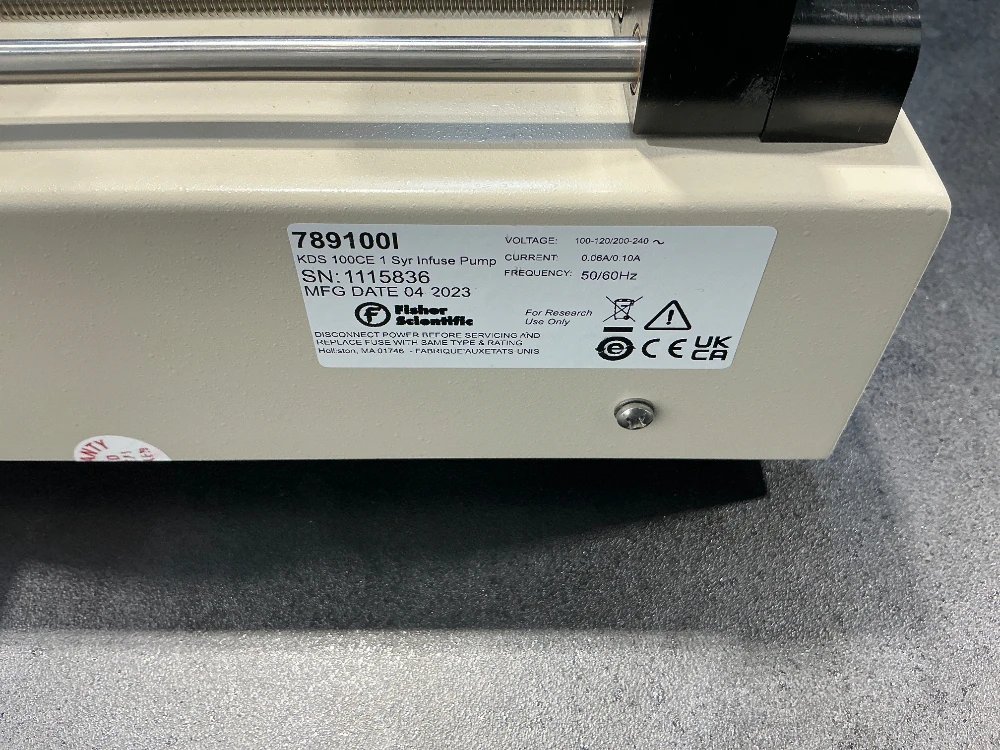 789100I
KDS 100CE 1 Syr Infuse Pump
SN:1115836
MFG DATE 04 2023
Fisher
Scientific
DISCONNECT POWER BEFORE SERVICING AND
REPLACE FUSE WITH SAME TYPE & RATING
Holliston, MA 01746 - FABRIQUE'AUXETATS-UNIS
VOLTAGE: 100-120/200-240 ~
CURRENT: 0.06A/0.10A
FREQUENCY: 50/60Hz
For Research
Use Only
CE
UK
CA